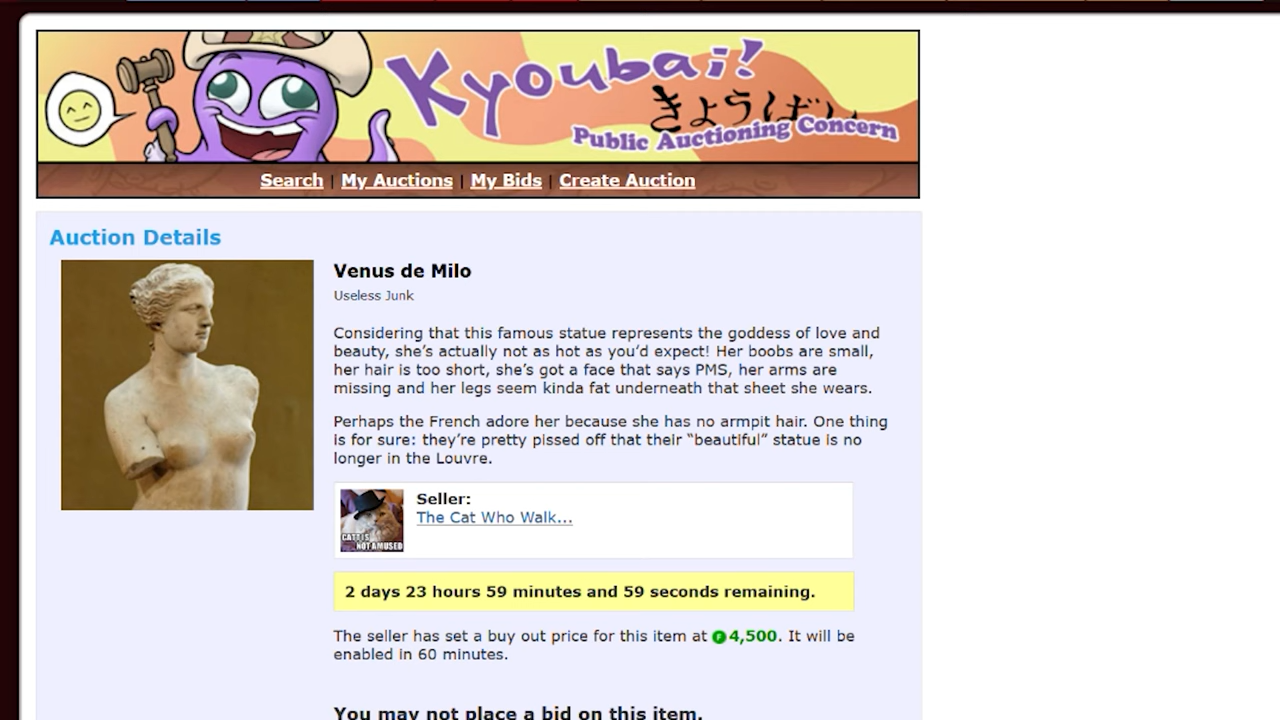 Kyoubai!
きょうばい
Public Auctioning Concern
Search | My Auctions | My Bids | Create Auction
Auction Details
Venus de Milo
Useless Junk
Considering that this famous statue represents the goddess of love and
beauty, she’s actually not as hot as you’d expect! Her boobs are small,
her hair is too short, she’s got a face that says PMS, her arms are
missing and her legs seem kinda fat underneath that sheet she wears.
Perhaps the French adore her because she has no armpit hair. One thing
is for sure: they’re pretty pissed off that their “beautiful” statue is no
longer in the Louvre.
CAT IS
NOT AMUSED
Seller:
The Cat Who Walk...
2 days 23 hours 59 minutes and 59 seconds remaining.
The seller has set a buy out price for this item at 4,500. It will be
enabled in 60 minutes.
You may not place a bid on this item.